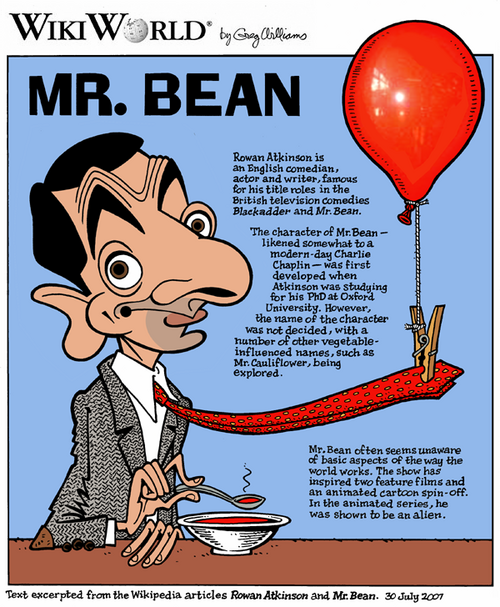 WIKIWORLD® by Greg Williams
MR. BEAN
Rowan Atkinson is
an English comedian,
actor and writer, famous
for his title roles in the
British television comedies
Blackadder and Mr. Bean.
The character of Mr. Bean —
likened somewhat to a
modern-day Charlie
Chaplin — was first
developed when
Atkinson was studying
for his PhD at Oxford
University. However,
the name of the character
was not decided, with a
number of other vegetable-
influenced names, such as
Mr. Cauliflower, being
explored.
Mr. Bean often seems unaware
of basic aspects of the way the
world works. The show has
inspired two feature films and
an animated cartoon spin-off.
In the animated series, he
was shown to be an alien.
Text excerpted from the Wikipedia articles Rowan Atkinson and Mr. Bean. 30 July 2007